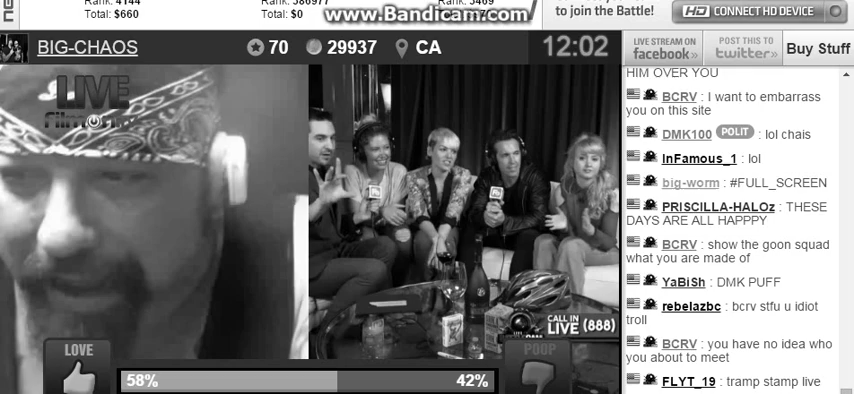 Rank: 4144
Total: $660
Total: $0
Total: $315
www.Bandicam.com
to join the Battle!
HD CONNECT HD DEVICE
BIG-CHAOS
70
29937
CA
12:02
LIVE STREAM ON
facebook»
POST THIS TO
twitter»
Buy Stuff
LIVE
filmon.tv
HIM OVER YOU
BCRV : I want to embarrass
you on this site
DMK100 POLIT : lol chais
InFamous_1 : lol
big-worm : #FULL_SCREEN
PRISCILLA-HALOz : THESE
DAYS ARE ALL HAPPPY
BCRV : show the goon squad
what you are made of
YaBiSh : DMK PUFF
rebelazbc : bcrv stfu u idiot
troll
BCRV : you have no idea who
you about to meet
FLYT_19 : tramp stamp live
CALL IN
LIVE (888)
LOVE
POOP
58%
42%